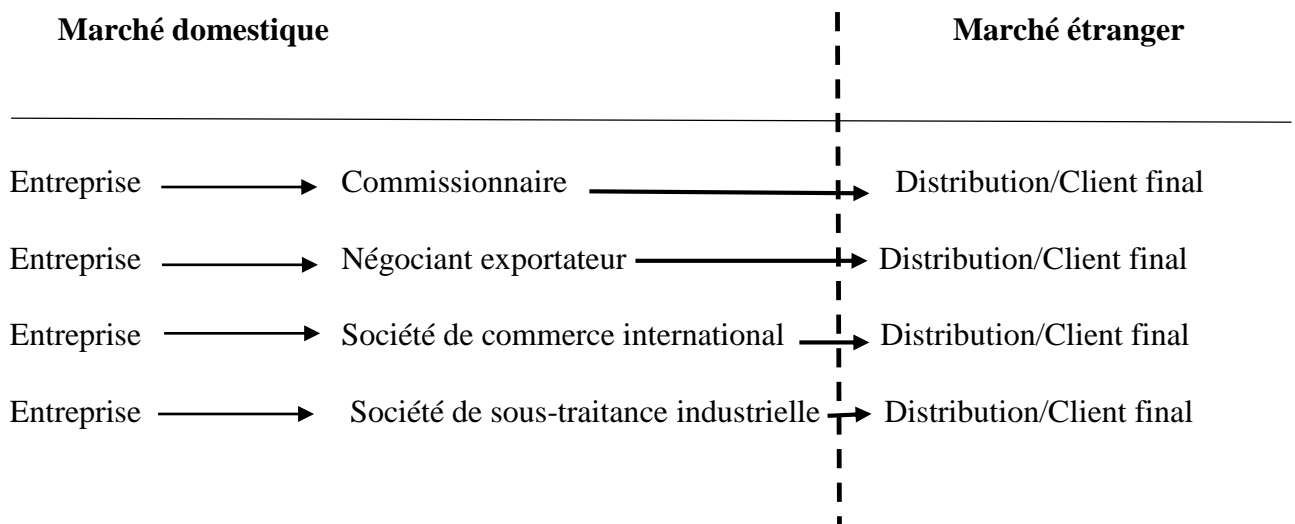 Marché domestique Marché étranger
Entreprise Commissionnaire Distribution/Client final
Entreprise Négociant exportateur Distribution/Client final
Entreprise Société de commerce international Distribution/Client final
Entreprise Société de sous-traitance industrielle Distribution/Client final